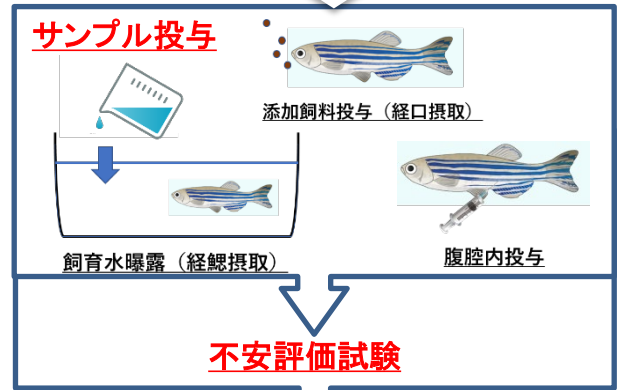 サンプル投与
添加飼料投与（経口摂取）
飼育水曝露（経鰓摂取）
腹腔内投与
不安評価試験